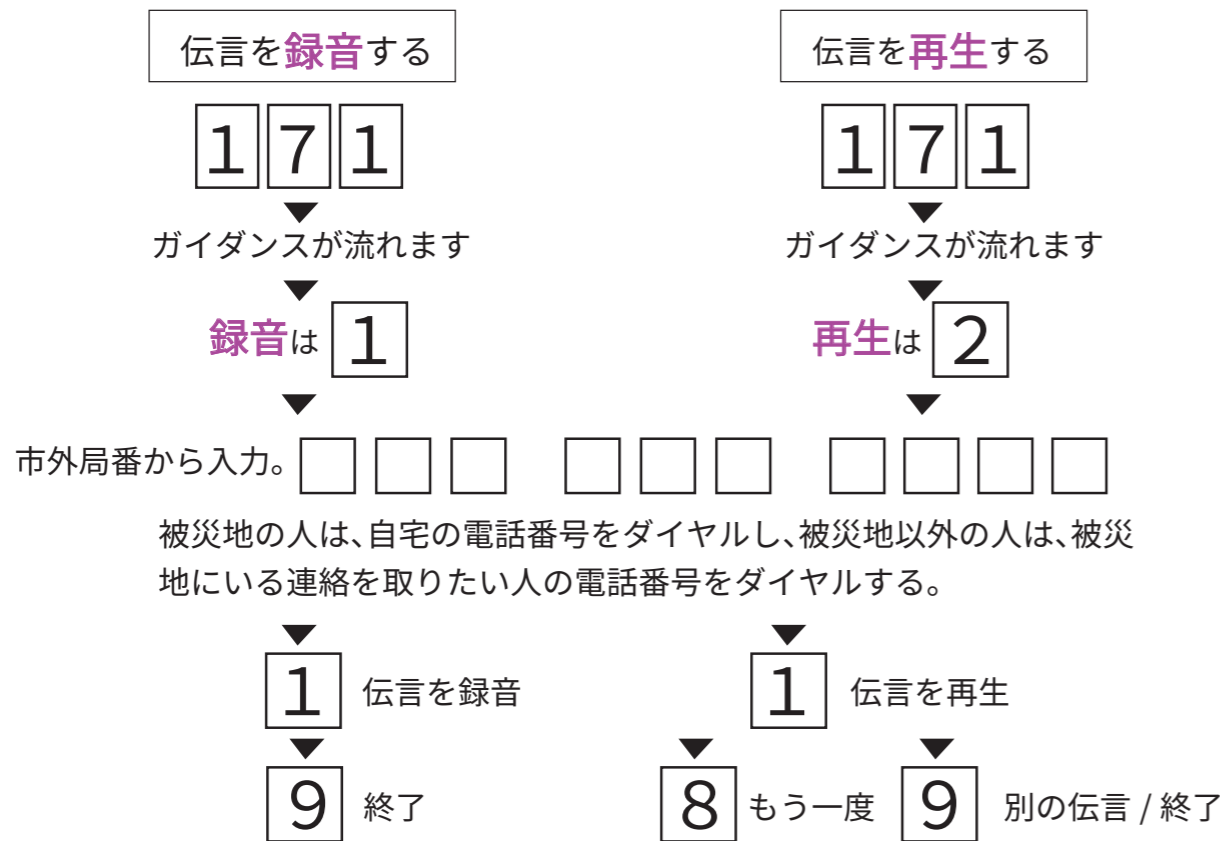 伝言を録音する
171
ガイダンスが流れます
録音は 1
伝言を再生する
171
ガイダンスが流れます
再生は 2
市外局番から入力。
被災地の人は、自宅の電話番号をダイヤルし、被災地以外の人は、被災
地にいる連絡を取りたい人の電話番号をダイヤルする。
1 伝言を録音
9 終了
1 伝言を再生
8 もう一度 9 別の伝言 / 終了